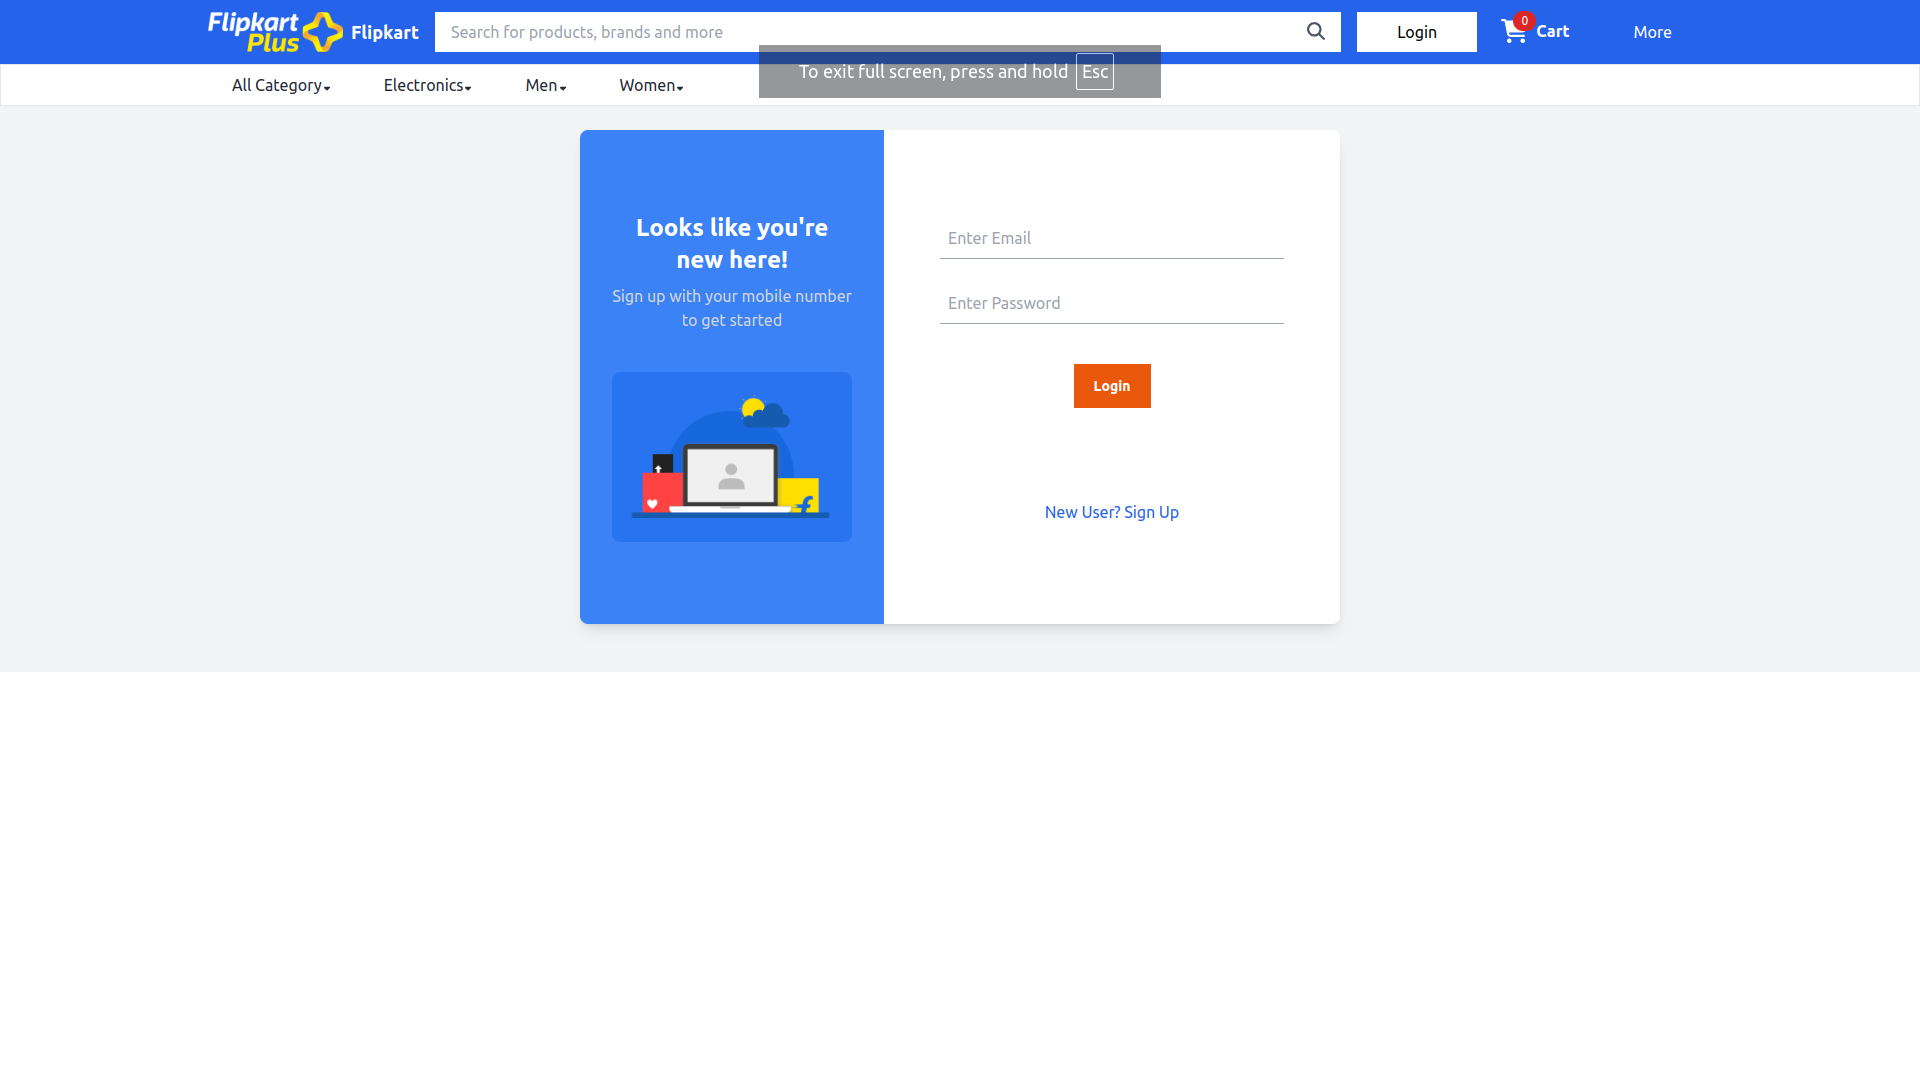 Flipkart
Plus
Flipkart
Search for products, brands and more
Login
0
Cart
More
To exit full screen, press and hold Esc
All Category
Electronics
Men
Women
Looks like you're
new here!
Sign up with your mobile number
to get started
Enter Email
Enter Password
Login
New User? Sign Up